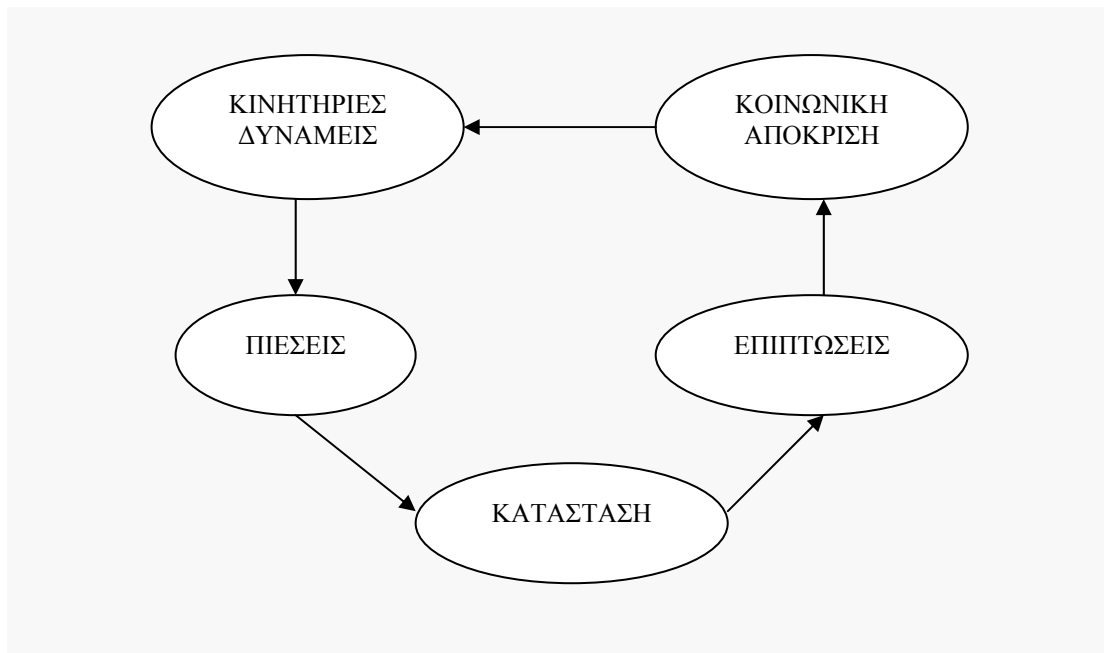 ΚΙΝΗΤΗΡΙΕΣ
ΔΥΝΑΜΕΙΣ
ΚΟΙΝΩΝΙΚΗ
ΑΠΟΚΡΙΣΗ
ΠΙΕΣΕΙΣ
ΕΠΙΠΤΩΣΕΙΣ
ΚΑΤΑΣΤΑΣΗ